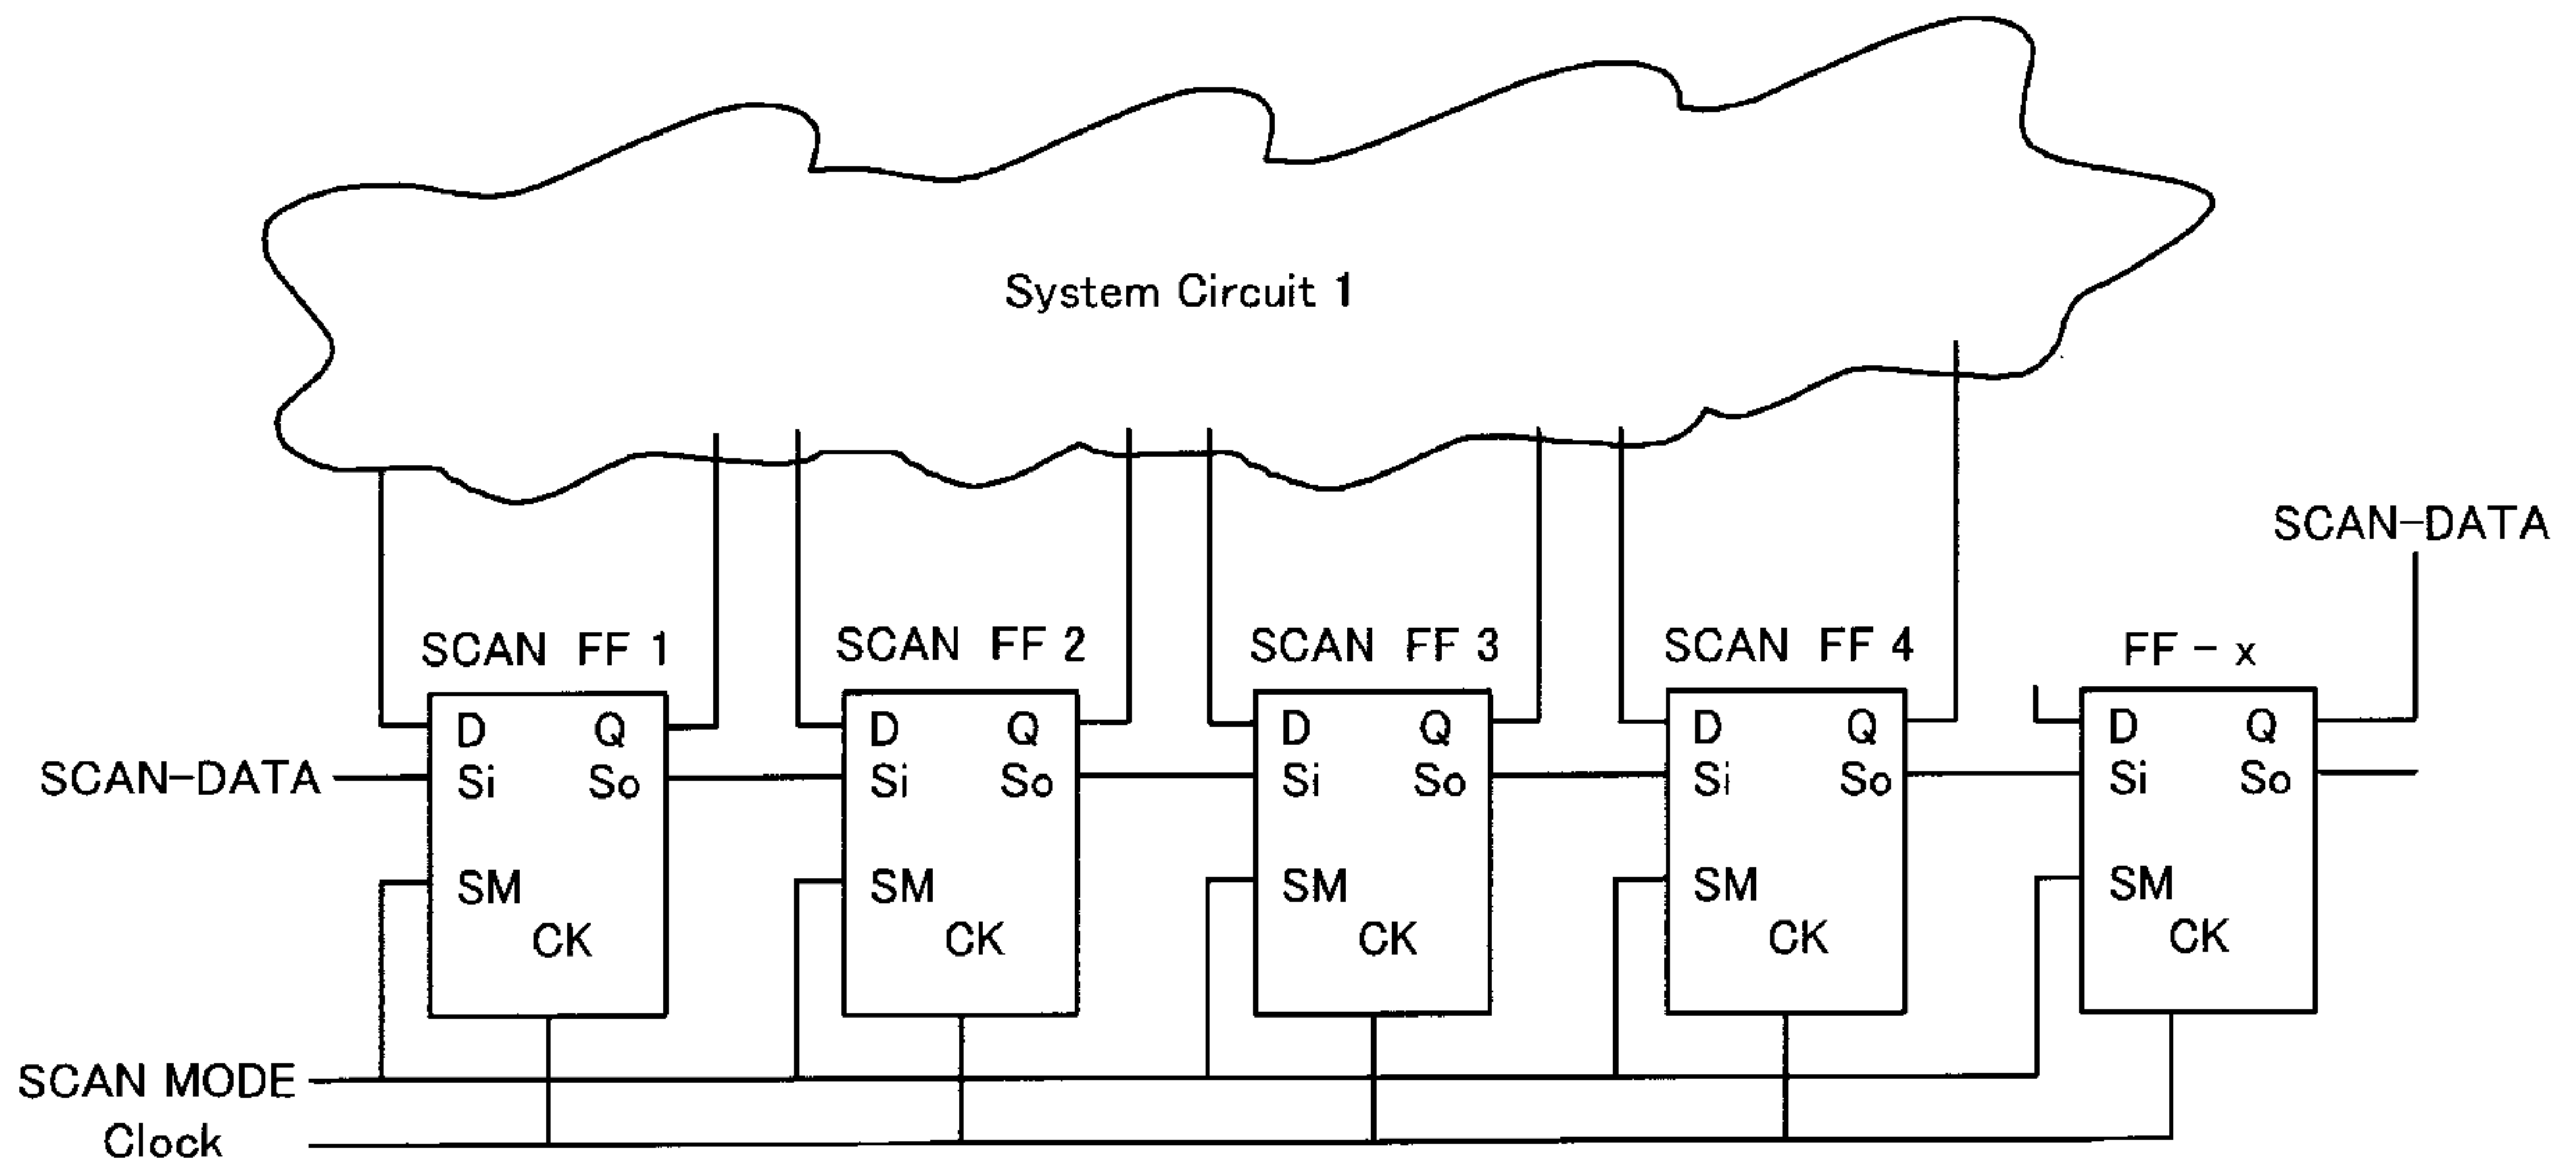 System Circuit 1
SCAN-DATA
SCAN FF 1
SCAN FF 2
SCAN FF 3
SCAN FF 4
FF - x
D Q
D Q
D Q
D Q
D Q
SCAN-DATA
Si So
Si So
Si So
Si So
Si So
SM
SM
SM
SM
SM
CK
CK
CK
CK
CK
SCAN MODE
Clock